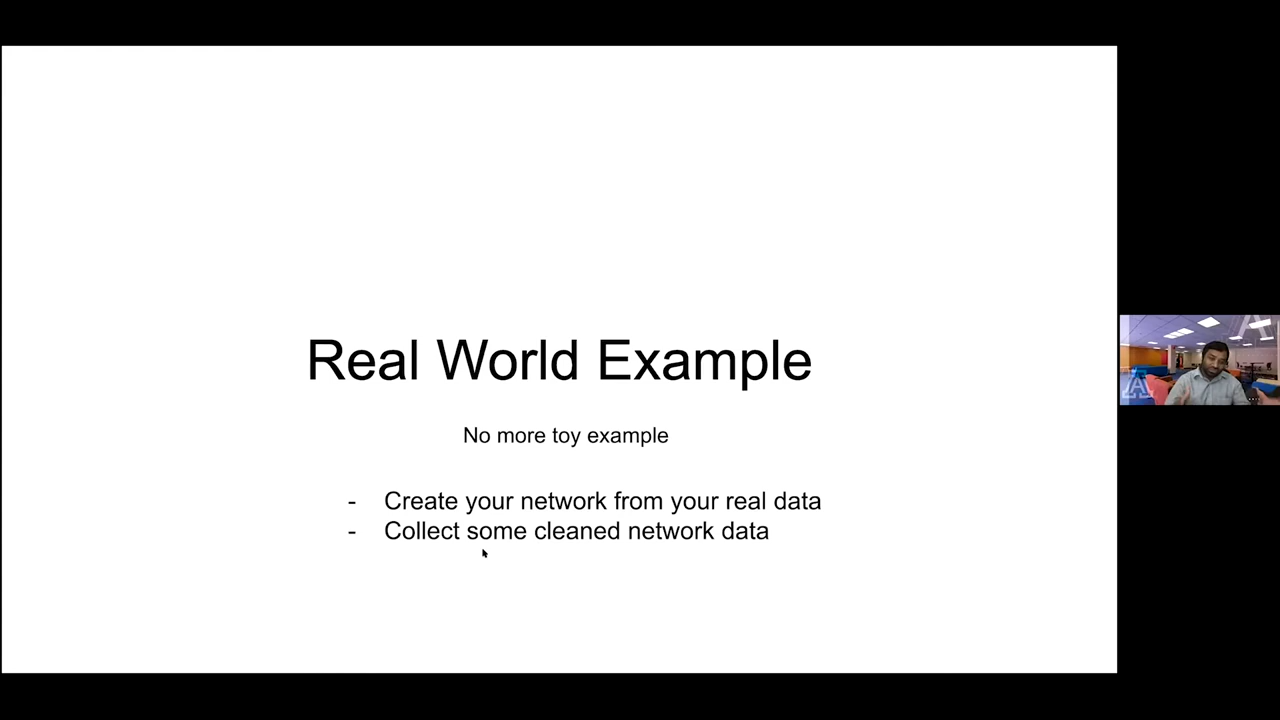 Real World Example
No more toy example
- Create your network from your real data
- Collect some cleaned network data
A
A